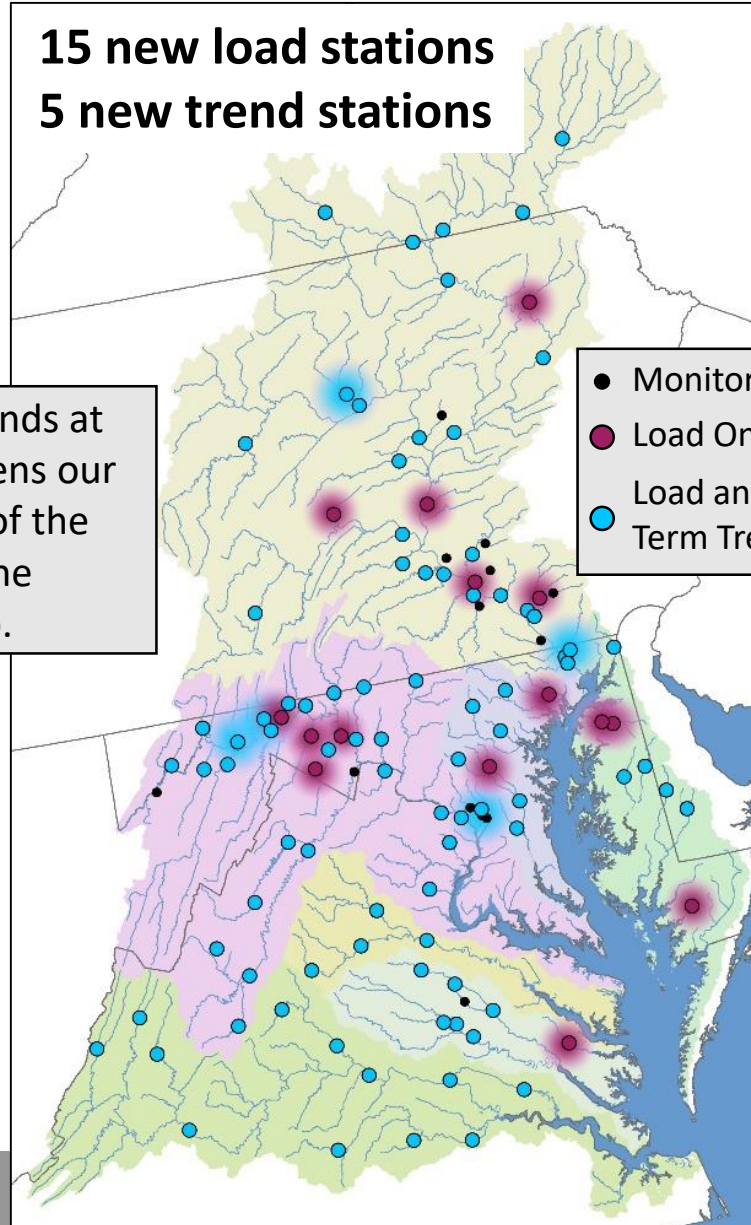 15 new load stations
5 new trend stations
nds at
ens our
of the
ne
.
Monitor
Load On
Load an
Term Tre